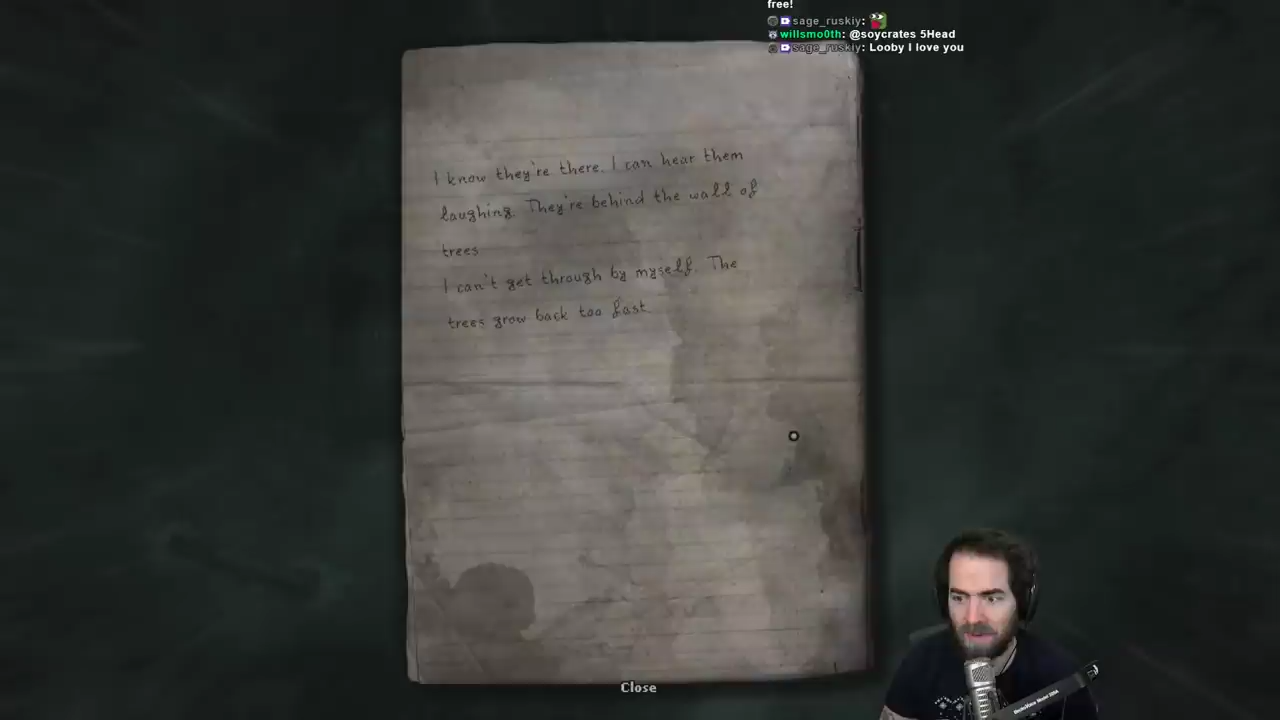 free!
sage_ruskiy:
willsmo0th: @soycrates 5Head
sage_ruskiy: Looby I love you
I know they're there. I can hear them
laughing. They're behind the wall of
trees
I can't get through by myself. The
trees grow back too fast.
Close